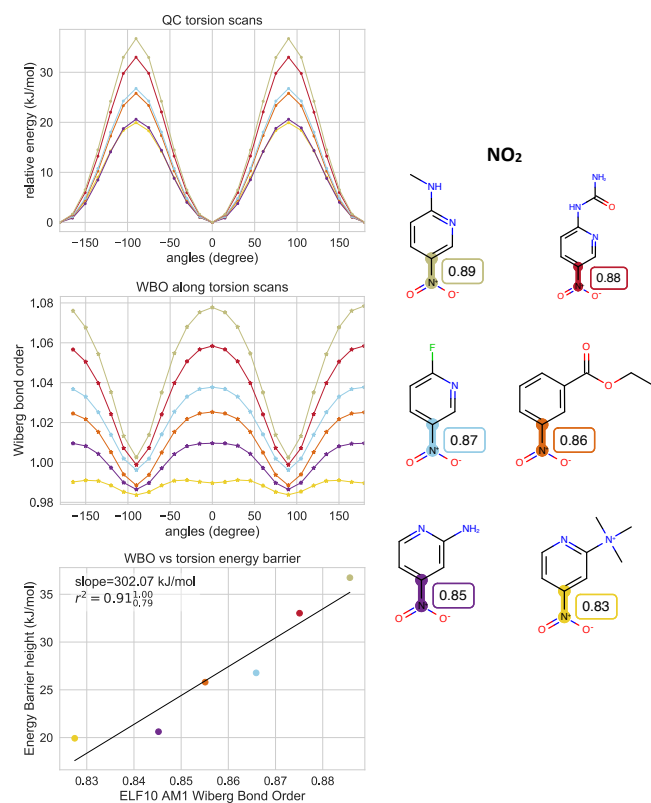 QC torsion scans
relative energy (kJ/mol)
30
20
10
0
−150 −100 −50 0 50 100 150
angles (degree)
WBO along torsion scans
Wiberg bond order
1.08
1.06
1.04
1.02
1.00
0.98
−150 −100 −50 0 50 100 150
angles (degree)
WBO vs torsion energy barrier
slope=302.07 kJ/mol
r² = 0.91 1.00 0.79
Energy Barrier height (kJ/mol)
40
35
30
25
20
15
0.83 0.84 0.85 0.86 0.87 0.88
ELF10 AM1 Wiberg Bond Order
NO₂
NH
N
N⁺
O
O⁻
0.89
NH₂
NH
O
N
N⁺
O
O⁻
0.88
F
N
N⁺
O
O⁻
0.87
O
O
N⁺
O
O⁻
0.86
N
NH₂
N⁺
O
O⁻
0.85
N
N⁺
N⁺
O
O⁻
0.83